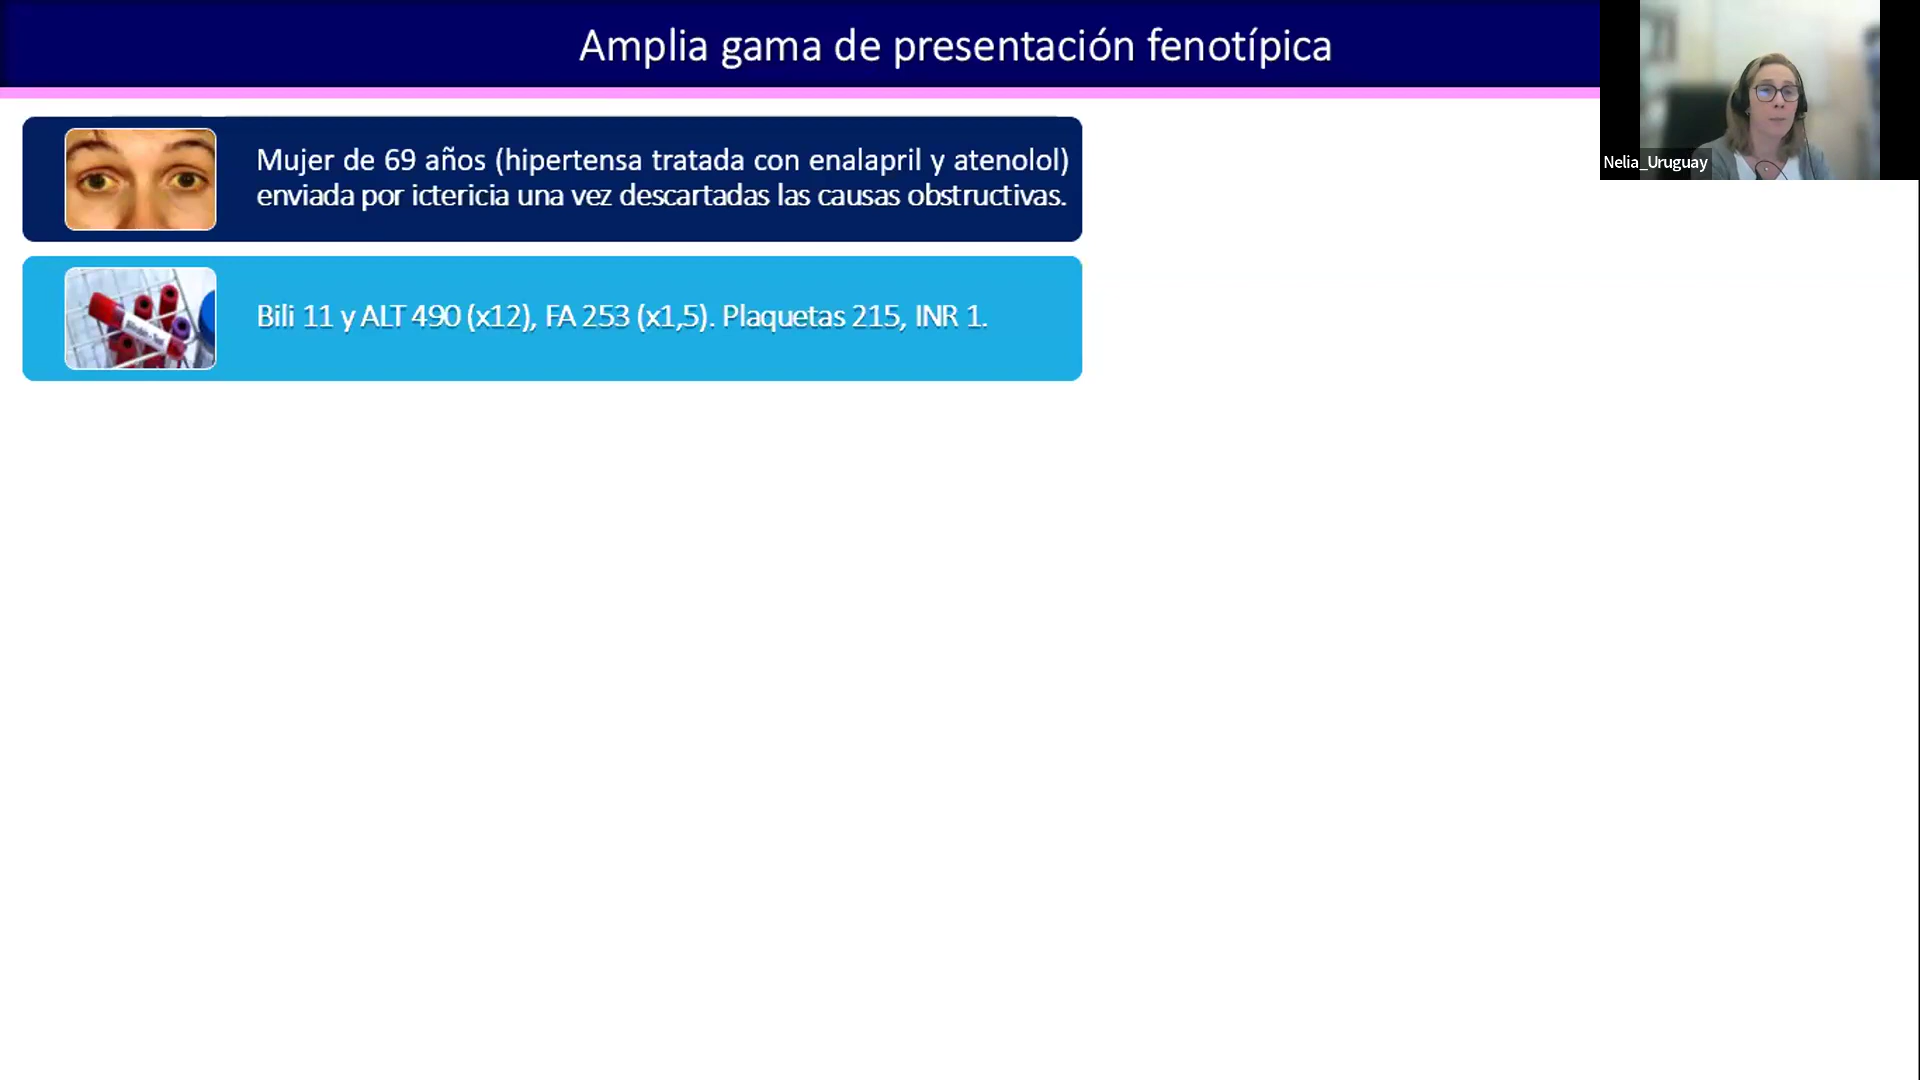 Amplia gama de presentación fenotípica
Nelia_Uruguay
Mujer de 69 años (hipertensa tratada con enalapril y atenolol)
enviada por ictericia una vez descartadas las causas obstructivas.
Bili 11 y ALT 490 (x12), FA 253 (x1,5). Plaquetas 215, INR 1.